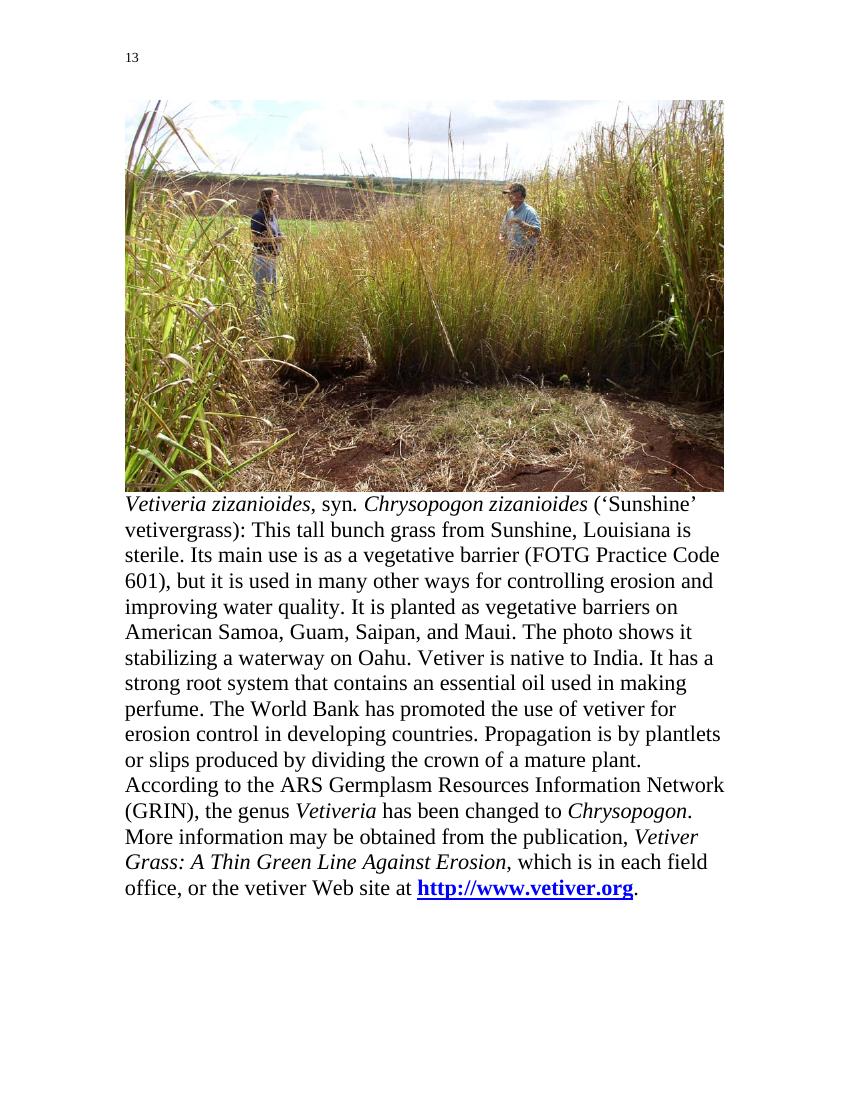 13
Vetiveria zizanioides, syn. Chrysopogon zizanioides (‘Sunshine’
vetivergrass): This tall bunch grass from Sunshine, Louisiana is
sterile. Its main use is as a vegetative barrier (FOTG Practice Code
601), but it is used in many other ways for controlling erosion and
improving water quality. It is planted as vegetative barriers on
American Samoa, Guam, Saipan, and Maui. The photo shows it
stabilizing a waterway on Oahu. Vetiver is native to India. It has a
strong root system that contains an essential oil used in making
perfume. The World Bank has promoted the use of vetiver for
erosion control in developing countries. Propagation is by plantlets
or slips produced by dividing the crown of a mature plant.
According to the ARS Germplasm Resources Information Network
(GRIN), the genus Vetiveria has been changed to Chrysopogon.
More information may be obtained from the publication, Vetiver
Grass: A Thin Green Line Against Erosion, which is in each field
office, or the vetiver Web site at http://www.vetiver.org.